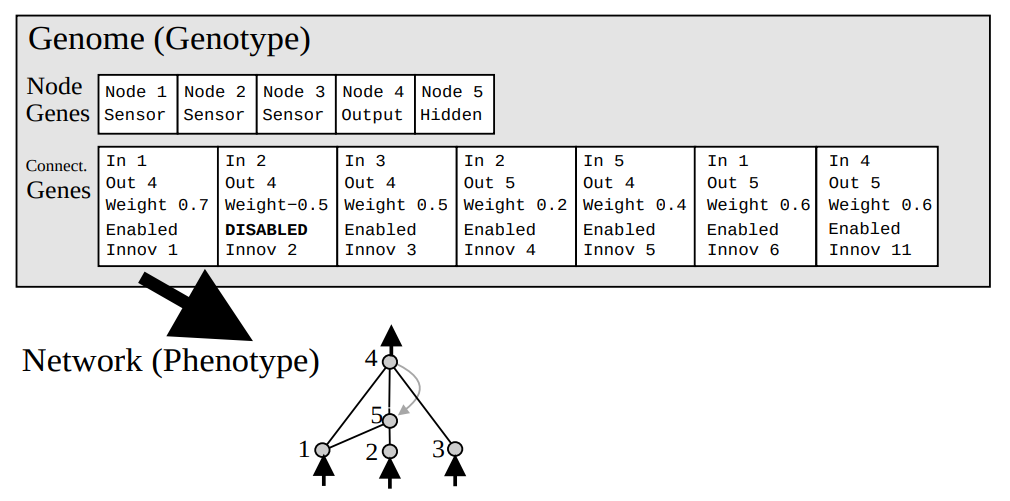 Genome (Genotype)
Node
Genes
Node 1 Node 2 Node 3 Node 4 Node 5
Sensor Sensor Sensor Output Hidden
Connect.
Genes
In 1 In 2 In 3 In 2 In 5 In 1 In 4
Out 4 Out 4 Out 4 Out 5 Out 4 Out 5 Out 5
Weight 0.7 Weight−0.5 Weight 0.5 Weight 0.2 Weight 0.4 Weight 0.6 Weight 0.6
Enabled DISABLED Enabled Enabled Enabled Enabled Enabled
Innov 1 Innov 2 Innov 3 Innov 4 Innov 5 Innov 6 Innov 11
Network (Phenotype)
4
5
1 2 3